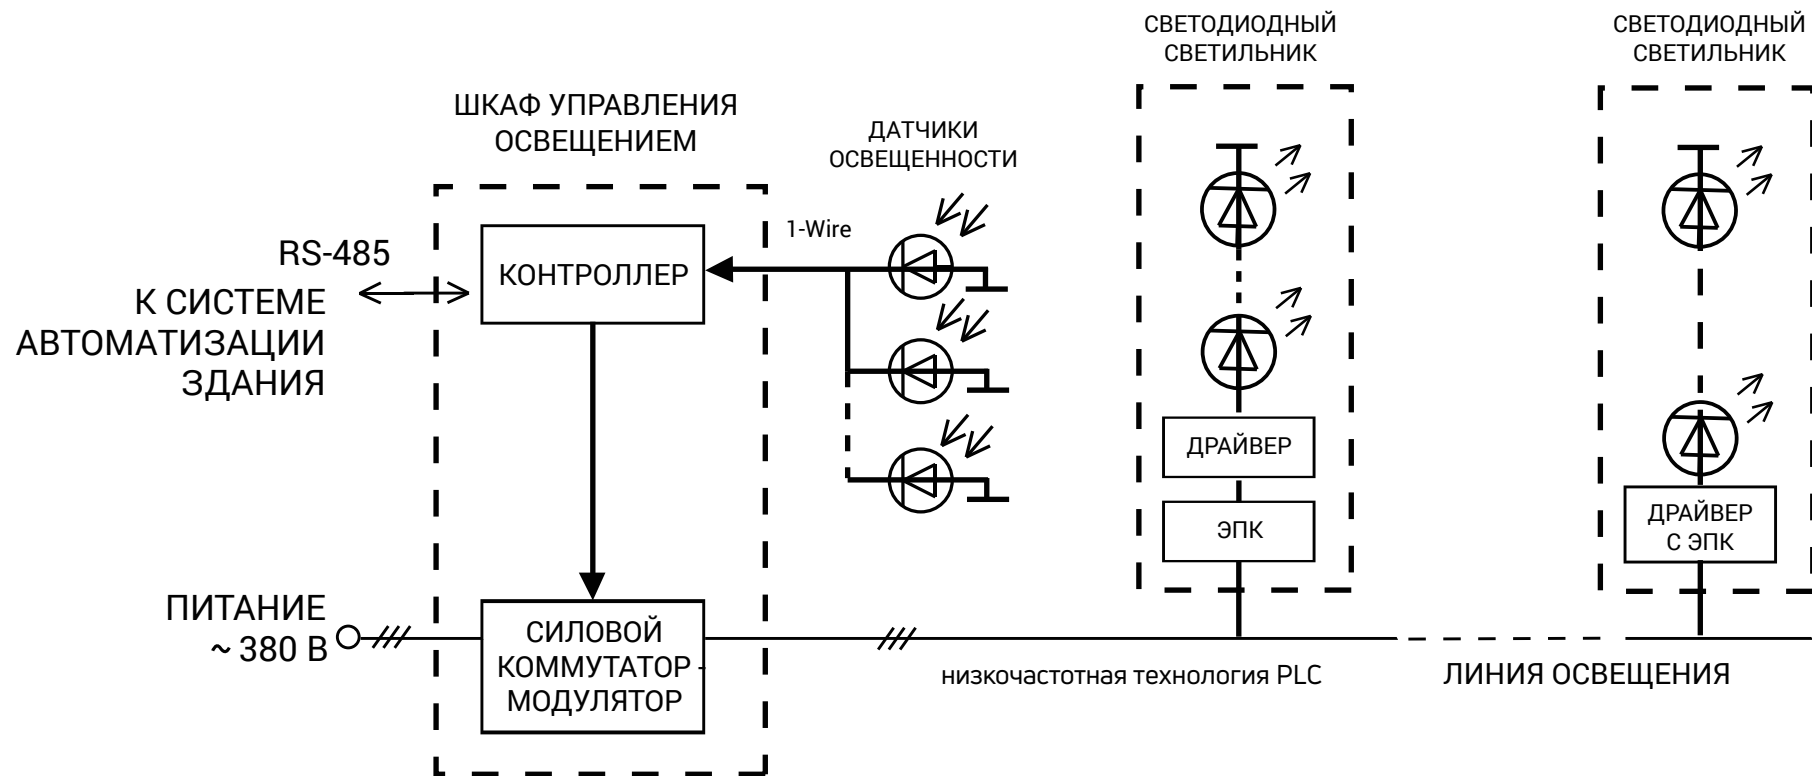 СВЕТОДИОДНЫЙ
СВЕТИЛЬНИК
СВЕТОДИОДНЫЙ
СВЕТИЛЬНИК
ШКАФ УПРАВЛЕНИЯ
ОСВЕЩЕНИЕМ
ДАТЧИКИ
ОСВЕЩЕННОСТИ
1-Wire
RS-485
К СИСТЕМЕ
АВТОМАТИЗАЦИИ
ЗДАНИЯ
КОНТРОЛЛЕР
ДРАЙВЕР
ЭПК
ДРАЙВЕР
С ЭПК
ПИТАНИЕ
~ 380 В
СИЛОВОЙ
КОММУТАТОР -
МОДУЛЯТОР
низкочастотная технология PLC
ЛИНИЯ ОСВЕЩЕНИЯ